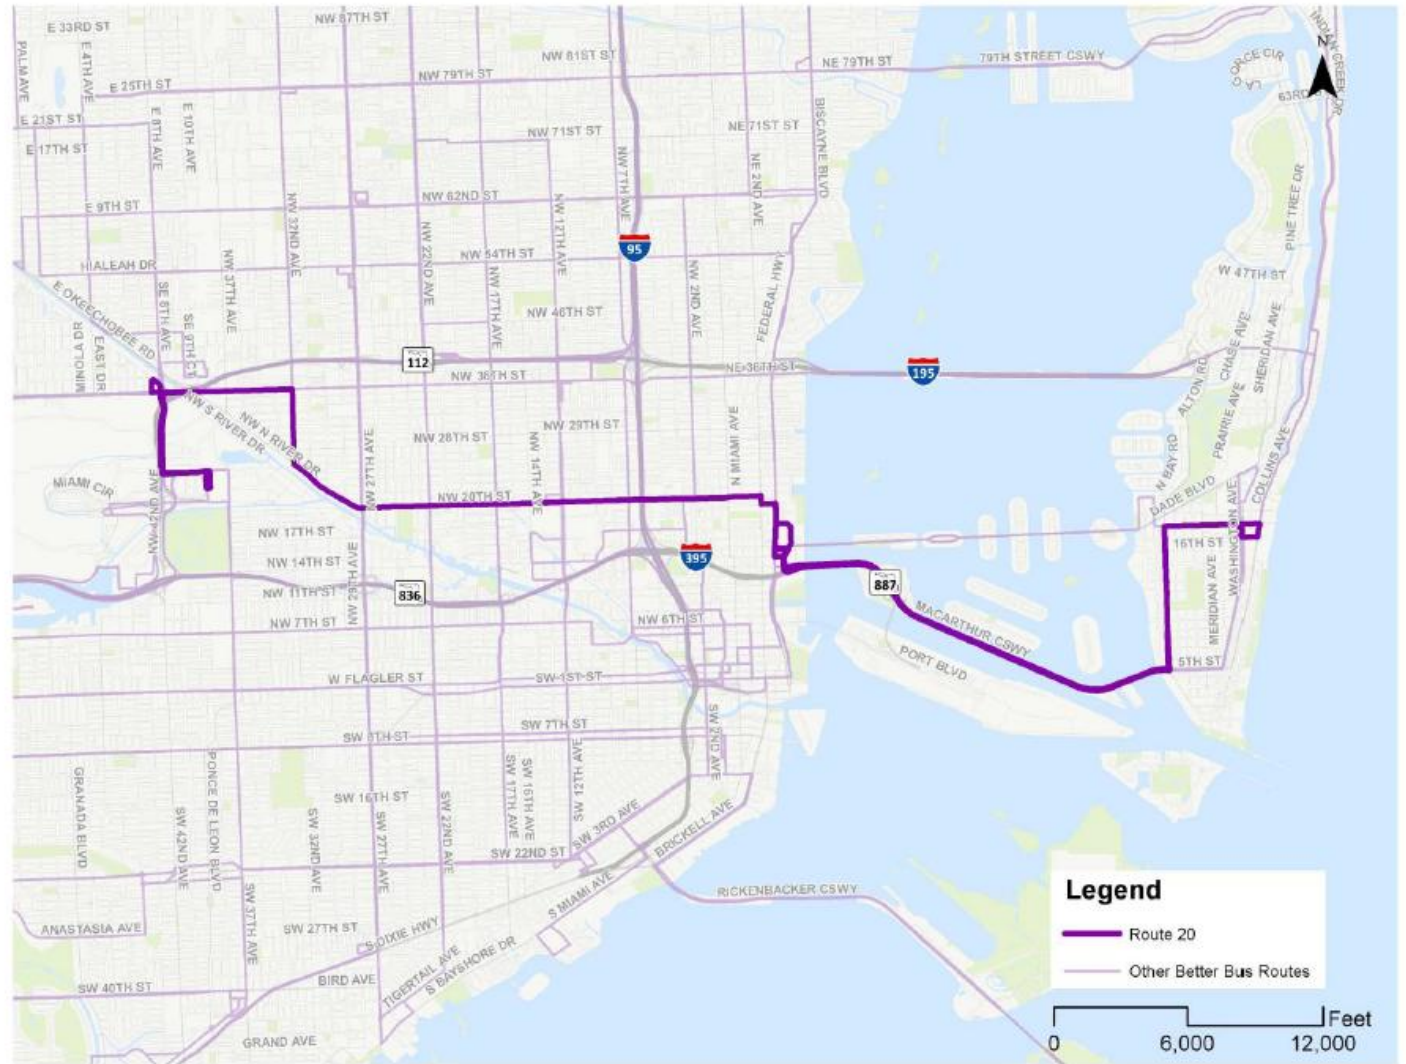 E 33RD ST
NW 87TH ST
INDIAN CREEK DR
N
PALM AVE
E 4TH AVE
NW 81ST ST
NE 79TH ST
79TH STREET CSWY
LA GORCE CIR
E 25TH ST
NW 79TH ST
63RD S
E 8TH AVE
E 10TH AVE
BISCAYNE BLVD
E 21ST ST
NW 71ST ST
NE 71ST ST
E 17TH ST
NW 7TH AVE
NE 2ND AVE
PINE TREE DR
NW 32ND AVE
NW 62ND ST
NW 12TH AVE
E 9TH ST
NW 22ND AVE
95
NW 54TH ST
FEDERAL HWY
HIALEAH DR
NW 37TH AVE
NW 17TH AVE
NW 2ND AVE
W 47TH ST
E OKEECHOBEE RD
SE 8TH AVE
SE 9TH CT
NW 46TH ST
CHASE AVE
SHERIDAN AVE
MINOLA DR
EAST DR
112
NW 36TH ST
NE 36TH ST
195
ALTON RD
PRAIRIE AVE
NW S RIVER DR
NW N RIVER DR
NW 28TH ST
NW 29TH ST
N MIAMI AVE
N BAY RD
COLLINS AVE
NW 27TH AVE
NW 14TH AVE
MIAMI CIR
NW 20TH ST
DADE BLVD
WASHINGTON AVE
NW 42ND AVE
NW 17TH ST
16TH ST
NW 14TH ST
395
NW 29TH AVE
NW 11TH ST
836
887
MERIDIAN AVE
NW 7TH ST
NW 6TH ST
MACARTHUR CSWY
PORT BLVD
5TH ST
W FLAGLER ST
SW 1ST ST
SW 7TH ST
SW 8TH ST
SW 2ND AVE
GRANADA BLVD
PONCE DE LEON BLVD
SW 16TH ST
SW 17TH AVE
SW 16TH AVE
SW 12TH AVE
SW 42ND AVE
SW 32ND AVE
SW 27TH AVE
SW 22ND AVE
SW 3RD AVE
BRICKELL AVE
SW 22ND ST
RICKENBACKER CSWY
S MIAMI AVE
ANASTASIA AVE
SW 37TH AVE
SW 27TH ST
S DIXIE HWY
S BAYSHORE DR
TIGERTAIL AVE
BIRD AVE
SW 40TH ST
GRAND AVE
Legend
Route 20
Other Better Bus Routes
Feet
0 6,000 12,000